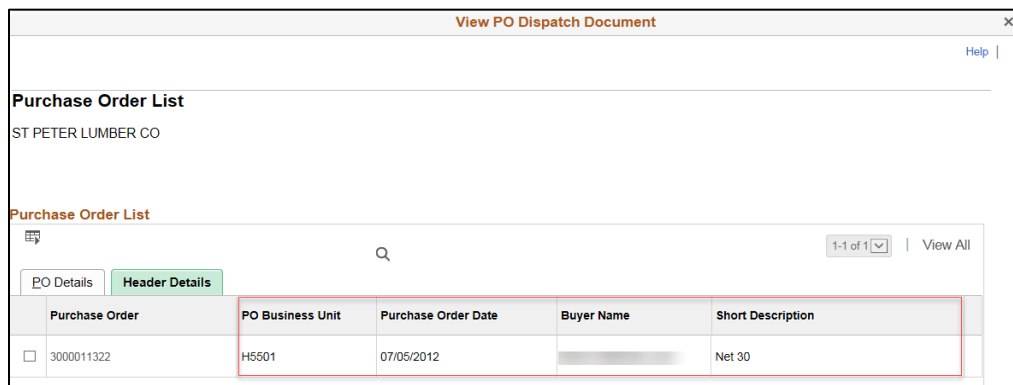 View PO Dispatch Document ×
Help |
Purchase Order List
ST PETER LUMBER CO
Purchase Order List
1-1 of 1 | View All
PO Details Header Details
Purchase Order PO Business Unit Purchase Order Date Buyer Name Short Description
3000011322 H5501 07/05/2012 Net 30